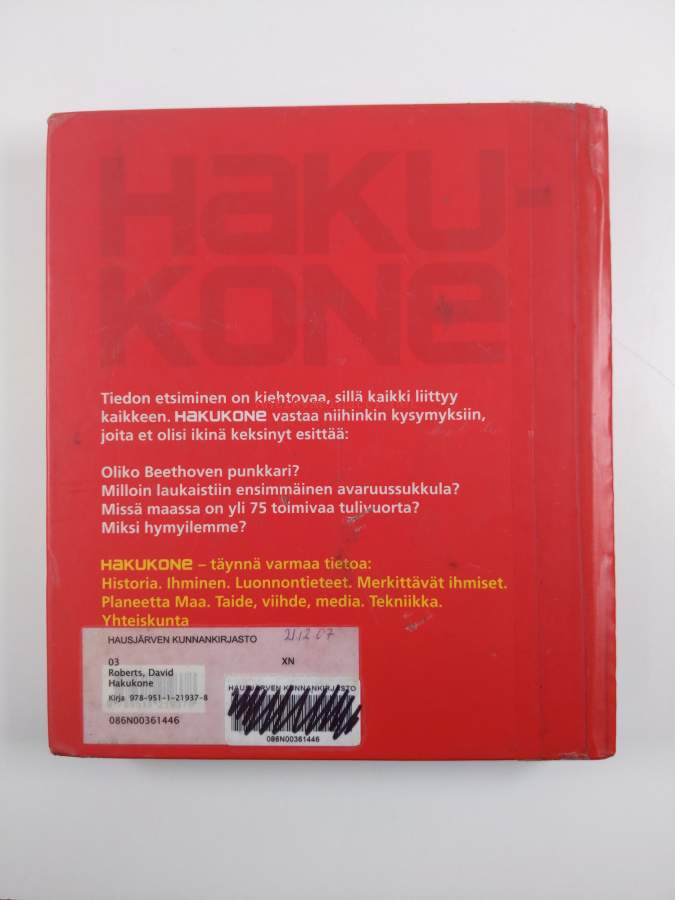 HaKU-
KONe
Tiedon etsiminen on kiehtovaa, sillä kaikki liittyy
kaikkeen. HaKUKONe vastaa niihinkin kysymyksiin,
joita et olisi ikinä keksinyt esittää:
Oliko Beethoven punkkari?
Milloin laukaistiin ensimmäinen avaruussukkula?
Missä maassa on yli 75 toimivaa tulivuorta?
Miksi hymyilemme?
HaKUKONe – täynnä varmaa tietoa:
Historia. Ihminen. Luonnontieteet. Merkittävät ihmiset.
Planeetta Maa. Taide, viihde, media. Tekniikka.
Yhteiskunta
HAUSJÄRVEN KUNNANKIRJASTO
21.12.07
03 XN
Roberts, David
Hakukone
Kirja 978-951-1-21937-8
086N00361446
HAUSJÄRVEN KUNNANKIRJASTO
086N00361446